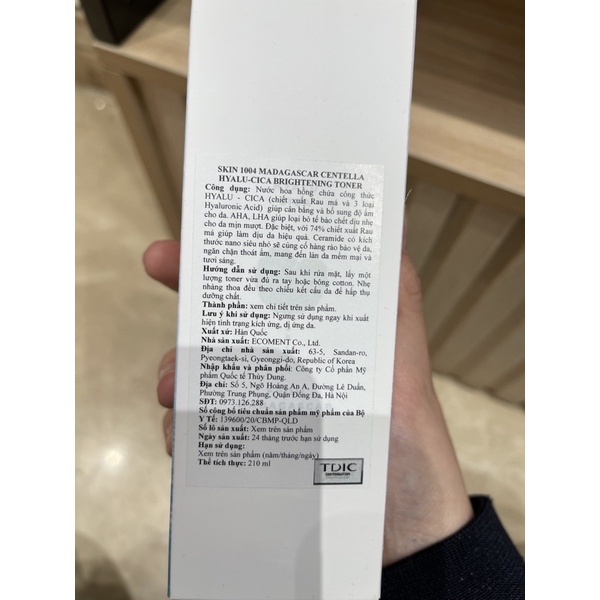 SKIN 1004 MADAGASCAR CENTELLA
HYALU-CICA BRIGHTENING TONER
Công dụng: Nước hoa hồng chứa công thức
HYALU - CICA (chiết xuất Rau má và 3 loại
Hyaluronic Acid) giúp cân bằng và bổ sung độ ẩm
cho da. AHA, LHA giúp loại bỏ tế bào chết dịu nhẹ
cho da mịn mượt. Đặc biệt, với 74% chiết xuất Rau
má giúp làm dịu da hiệu quả. Ceramide có kích
thước nano siêu nhỏ sẽ củng cố hàng rào bảo vệ da,
ngăn chặn thoát ẩm, mang đến làn da mềm mại và
tươi sáng.
Hướng dẫn sử dụng: Sau khi rửa mặt, lấy một
lượng toner vừa đủ ra tay hoặc bông cotton. Nhẹ
nhàng thoa đều theo chiều kết cấu da để hấp thụ
dưỡng chất.
Thành phần: xem chi tiết trên sản phẩm.
Lưu ý khi sử dụng: Ngưng sử dụng ngay khi xuất
hiện tình trạng kích ứng, dị ứng da.
Xuất xứ: Hàn Quốc
Nhà sản xuất: ECOMENT Co., Ltd.
Địa chỉ nhà sản xuất: 63-5, Sandan-ro,
Pyeongtaek-si, Gyeonggi-do, Republic of Korea
Nhập khẩu và phân phối: Công ty Cổ phần Mỹ
phẩm Quốc tế Thùy Dung.
Địa chỉ: Số 5, Ngõ Hoàng An A, Đường Lê Duẩn,
Phường Trung Phụng, Quận Đống Đa, Hà Nội
SĐT: 0973.126.288
Số công bố tiêu chuẩn sản phẩm mỹ phẩm của Bộ
Y Tế: 139600/20/CBMP-QLD
Số lô sản xuất: Xem trên sản phẩm
Ngày sản xuất: 24 tháng trước hạn sử dụng
Hạn sử dụng:
Xem trên sản phẩm (năm/tháng/ngày)
Thể tích thực: 210 ml
TDIC